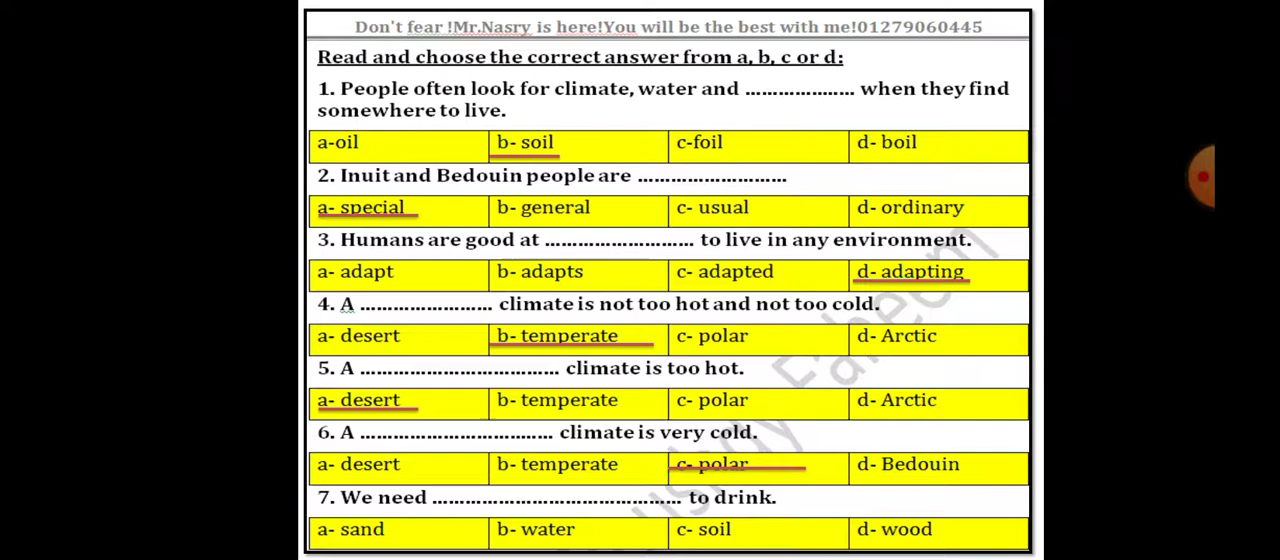 Don't fear !Mr.Nasry is here!You will be the best with me!01279060445
Read and choose the correct answer from a, b, c or d:
1. People often look for climate, water and .................... when they find
somewhere to live.
a-oil b- soil c-foil d- boil
2. Inuit and Bedouin people are ...........................
a- special b- general c- usual d- ordinary
3. Humans are good at ........................... to live in any environment.
a- adapt b- adapts c- adapted d- adapting
4. A ........................ climate is not too hot and not too cold.
a- desert b- temperate c- polar d- Arctic
5. A .................................... climate is too hot.
a- desert b- temperate c- polar d- Arctic
6. A ................................... climate is very cold.
a- desert b- temperate c- polar d- Bedouin
7. We need ............................................. to drink.
a- sand b- water c- soil d- wood